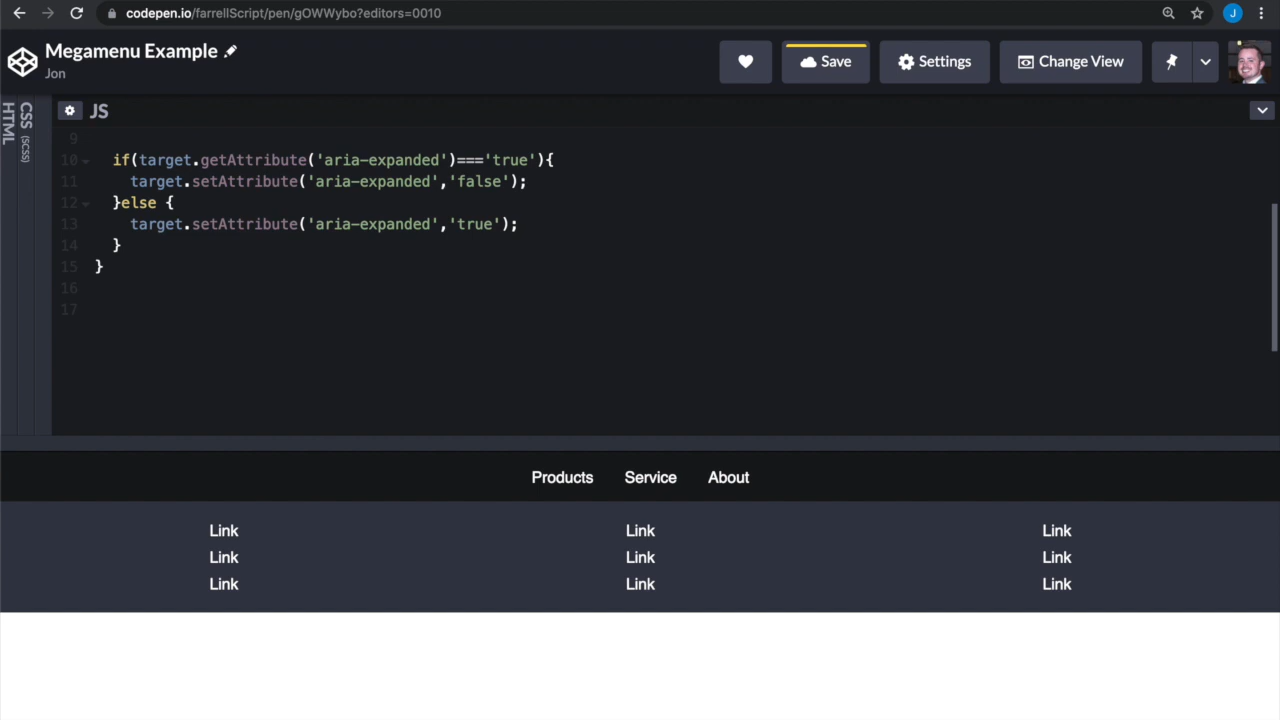 codepen.io/farrellScript/pen/gOWWybo?editors=0010
J
Megamenu Example
Jon
Save
Settings
Change View
HTML
CSS (SCSS)
JS
9
10 if(target.getAttribute('aria-expanded')==='true'){
11 target.setAttribute('aria-expanded','false');
12 }else {
13 target.setAttribute('aria-expanded','true');
14 }
15 }
16
17
Products Service About
Link Link Link
Link Link Link
Link Link Link